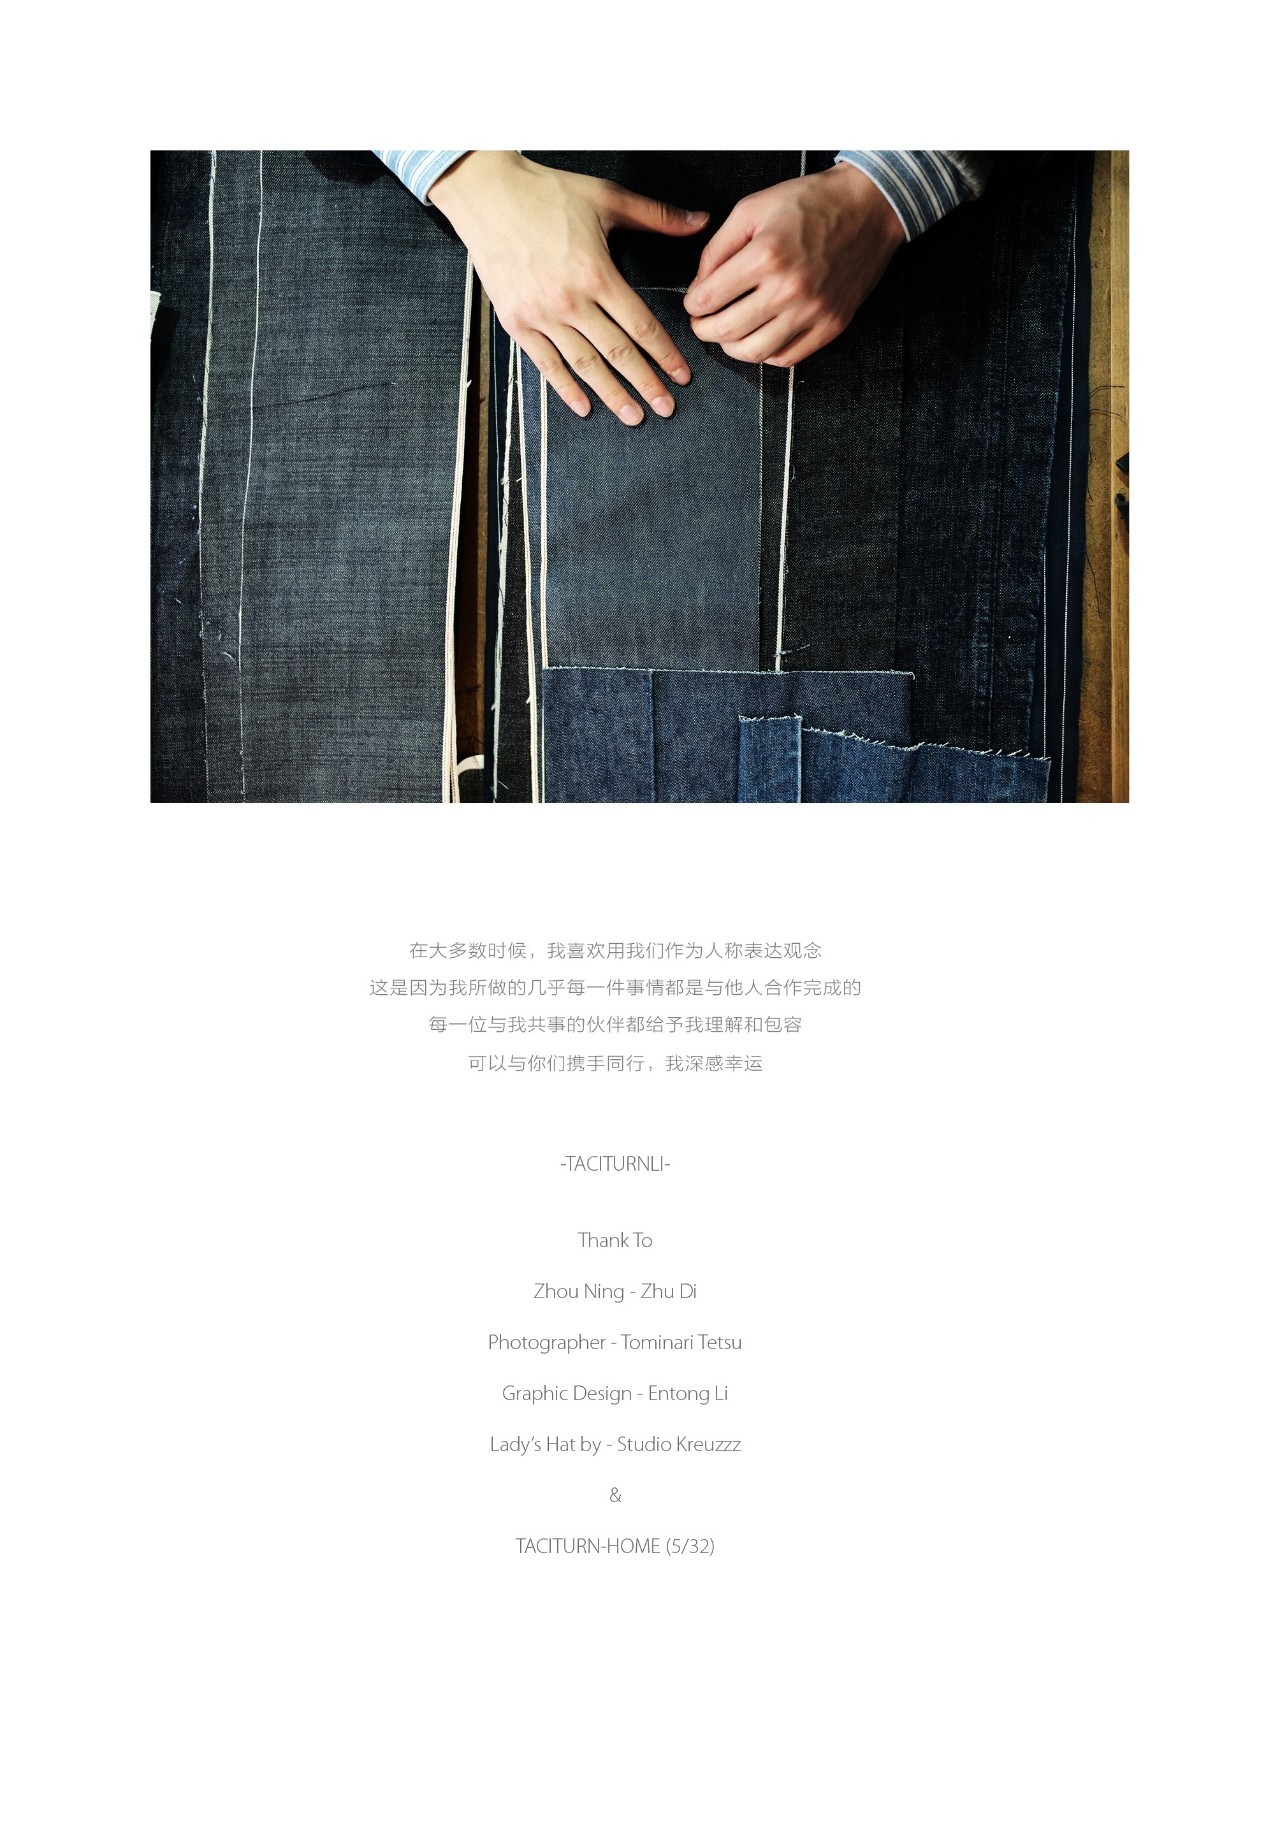 在大多数时候，我喜欢用我们作为人称表达观念
这是因为我所做的几乎每一件事情都是与他人合作完成的
每一位与我共事的伙伴都给予我理解和包容
可以与你们携手同行，我深感幸运
-TACITURNLI-
Thank To
Zhou Ning - Zhu Di
Photographer - Tominari Tetsu
Graphic Design - Entong Li
Lady's Hat by - Studio Kreuzzz
&
TACITURN-HOME (5/32)